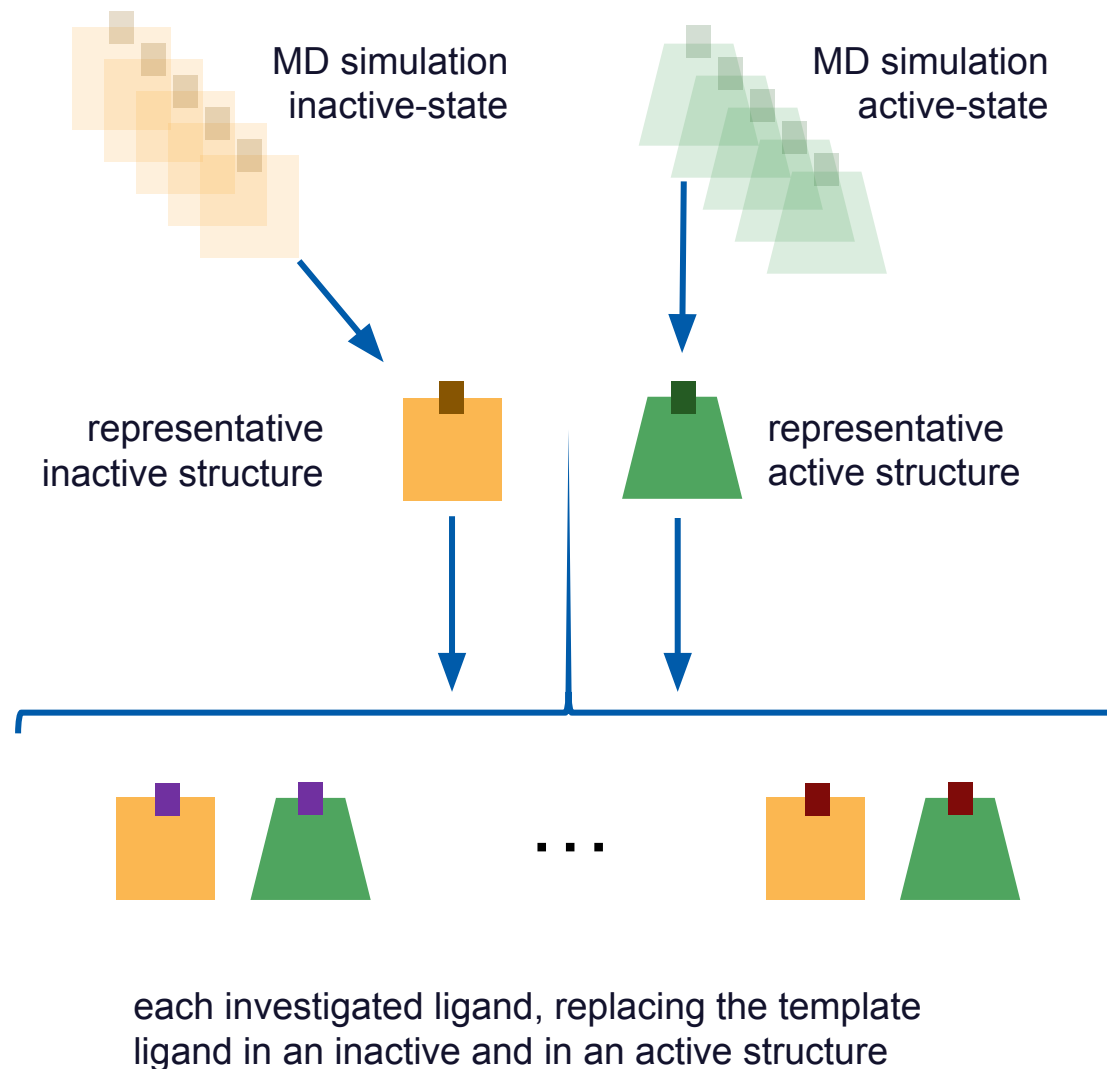 MD simulation
inactive-state
MD simulation
active-state
representative
inactive structure
representative
active structure
. . .
each investigated ligand, replacing the template
ligand in an inactive and in an active structure